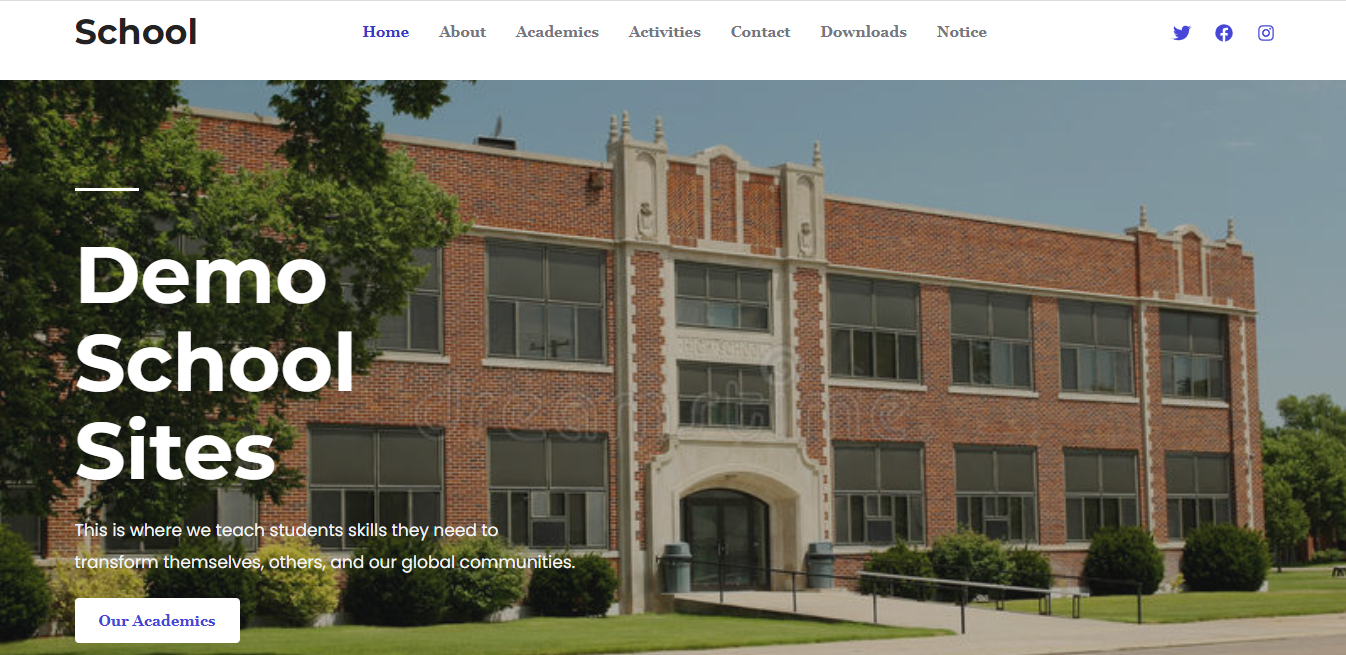 School
Home About Academics Activities Contact Downloads Notice
Demo
School
Sites
This is where we teach students skills they need to
transform themselves, others, and our global communities.
Our Academics
dreamstime